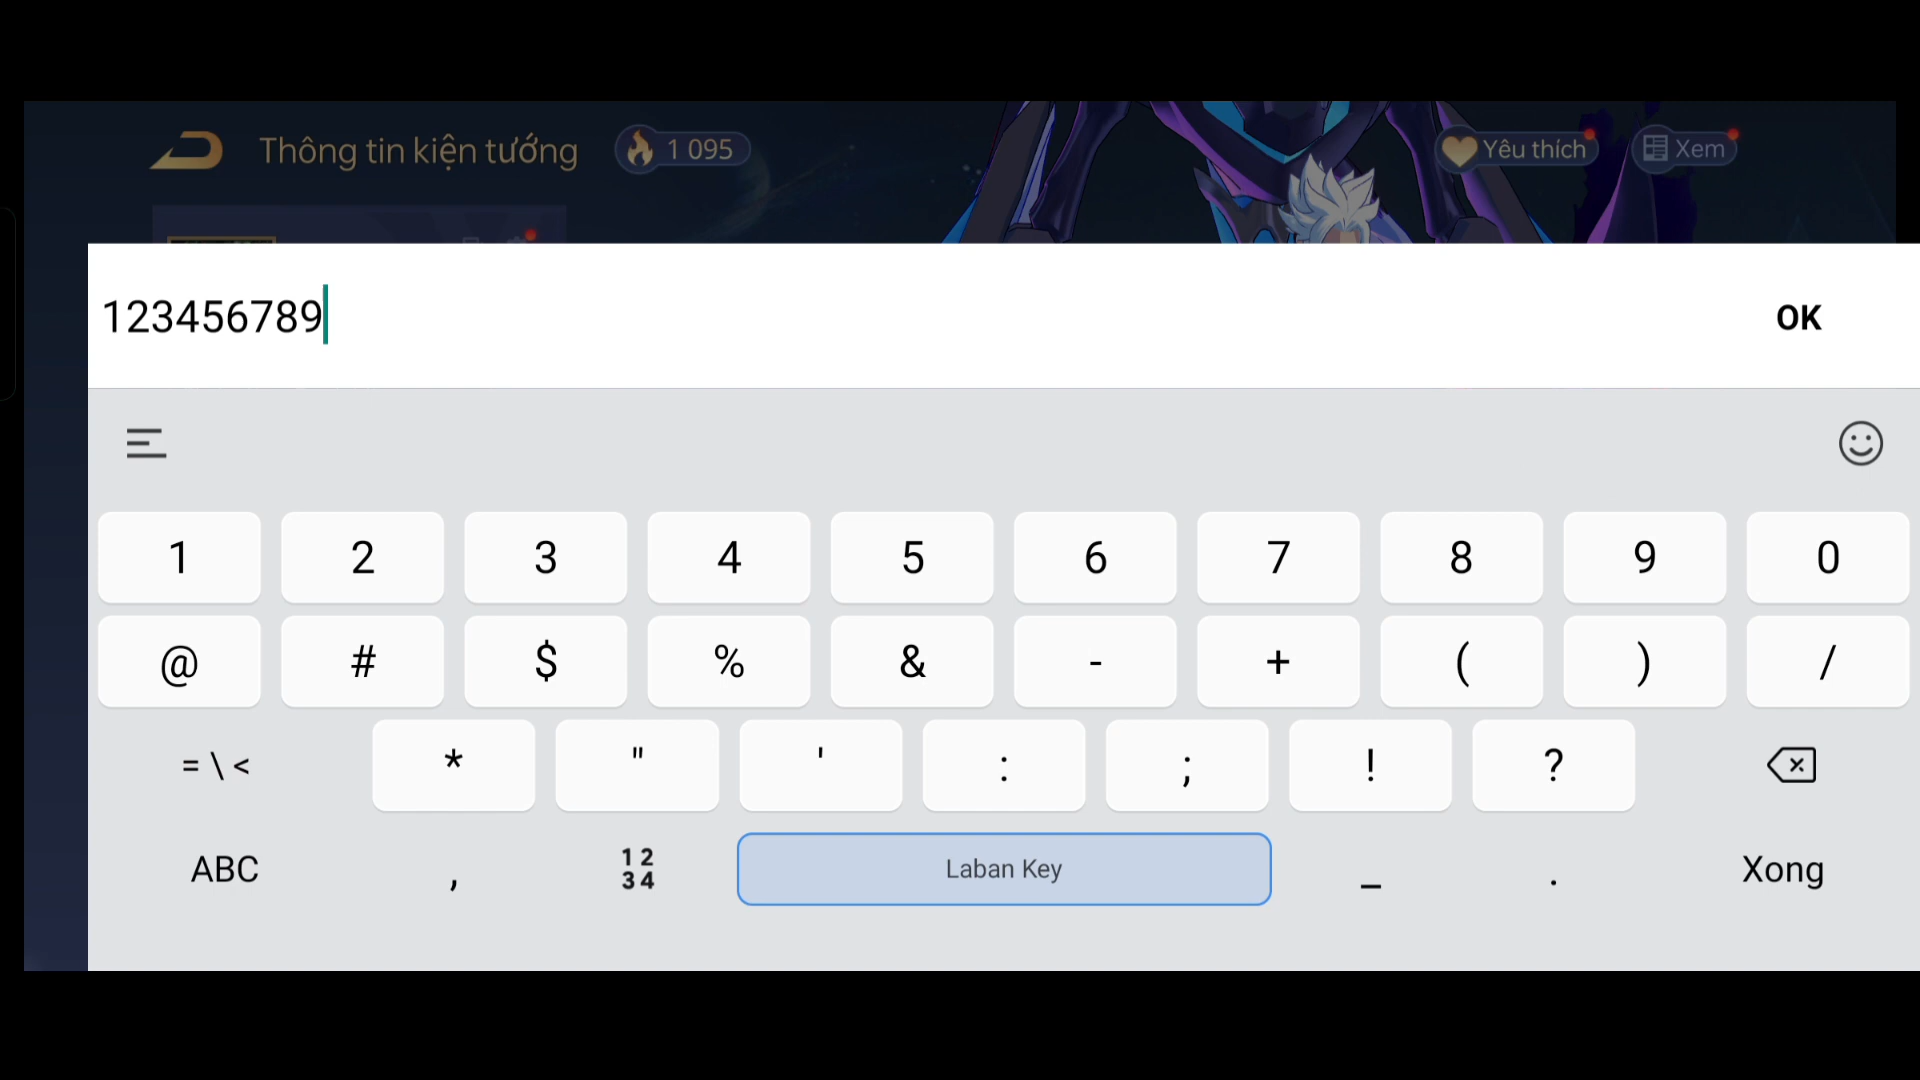 Thông tin kiện tướng
1 095
Yêu thích
Xem
123456789
OK
1 2 3 4 5 6 7 8 9 0
@ # $ % & - + ( ) /
= \ < * " ' : ; ! ?
ABC , 1 2 3 4 Laban Key _ . Xong